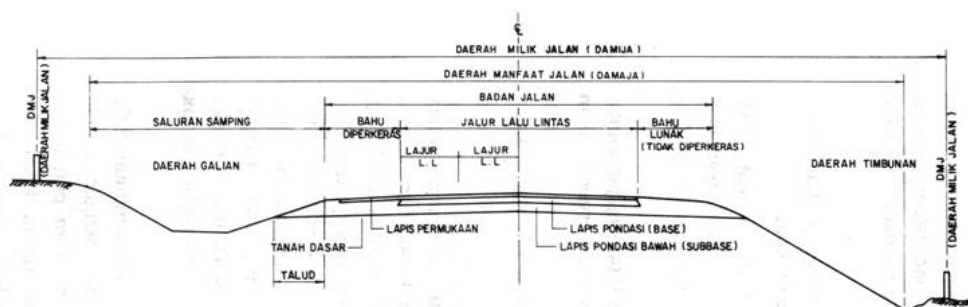 ℄
DAERAH MILIK JALAN (DAMIJA)
DAERAH MANFAAT JALAN (DAMAJA)
BADAN JALAN
DMJ
(DAERAH MILIK JALAN)
SALURAN SAMPING
BAHU
DIPERKERAS
JALUR LALU LINTAS
BAHU
LUNAK
(TIDAK DIPERKERAS)
LAJUR
L.L
LAJUR
L.L
DAERAH GALIAN
DAERAH TIMBUNAN
DMJ
(DAERAH MILIK JALAN)
LAPIS PERMUKAAN
LAPIS PONDASI (BASE)
TANAH DASAR
LAPIS PONDASI BAWAH (SUBBASE)
TALUD